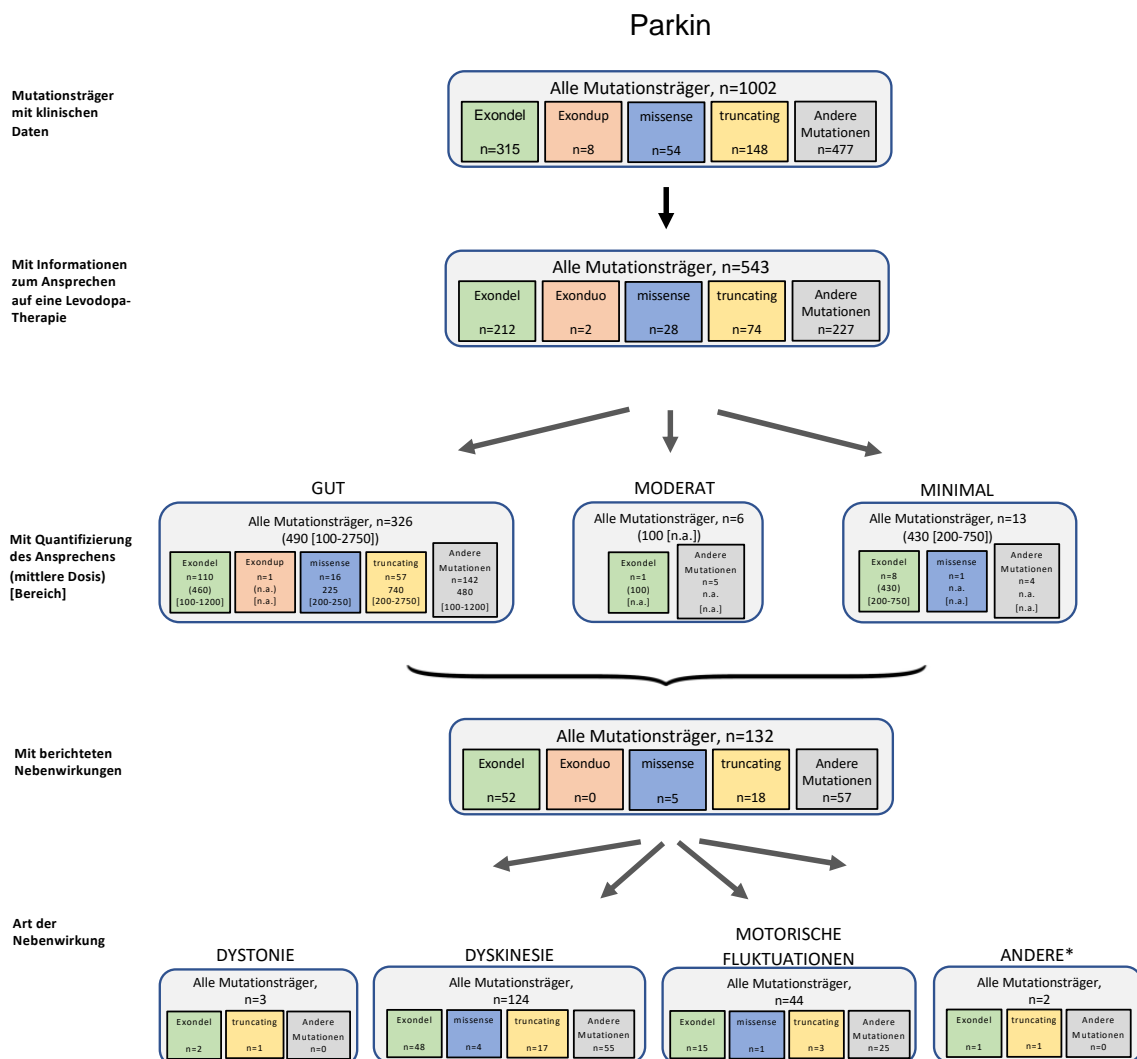 Parkin
Mutationsträger
mit klinischen
Daten
Alle Mutationsträger, n=1002
Exondel
n=315
Exondup
n=8
missense
n=54
truncating
n=148
Andere
Mutationen
n=477
Mit Informationen
zum Ansprechen
auf eine Levodopa-
Therapie
Alle Mutationsträger, n=543
Exondel
n=212
Exonduo
n=2
missense
n=28
truncating
n=74
Andere
Mutationen
n=227
Mit Quantifizierung
des Ansprechens
(mittlere Dosis)
[Bereich]
GUT
Alle Mutationsträger, n=326
(490 [100-2750])
Exondel
n=110
(460)
[100-1200]
Exondup
n=1
(n.a.)
[n.a.]
missense
n=16
225
[200-250]
truncating
n=57
740
[200-2750]
Andere
Mutationen
n=142
480
[100-1200]
MODERAT
Alle Mutationsträger, n=6
(100 [n.a.])
Exondel
n=1
(100)
[n.a.]
Andere
Mutationen
n=5
n.a.
[n.a.]
MINIMAL
Alle Mutationsträger, n=13
(430 [200-750])
Exondel
n=8
(430)
[200-750]
missense
n=1
n.a.
[n.a.]
Andere
Mutationen
n=4
n.a.
[n.a.]
Mit berichteten
Nebenwirkungen
Alle Mutationsträger, n=132
Exondel
n=52
Exonduo
n=0
missense
n=5
truncating
n=18
Andere
Mutationen
n=57
Art der
Nebenwirkung
DYSTONIE
Alle Mutationsträger,
n=3
Exondel
n=2
truncating
n=1
Andere
Mutationen
n=0
DYSKINESIE
Alle Mutationsträger,
n=124
Exondel
n=48
missense
n=4
truncating
n=17
Andere
Mutationen
n=55
MOTORISCHE
FLUKTUATIONEN
Alle Mutationsträger,
n=44
Exondel
n=15
missense
n=1
truncating
n=3
Andere
Mutationen
n=25
ANDERE*
Alle Mutationsträger,
n=2
Exondel
n=1
truncating
n=1
Andere
Mutationen
n=0